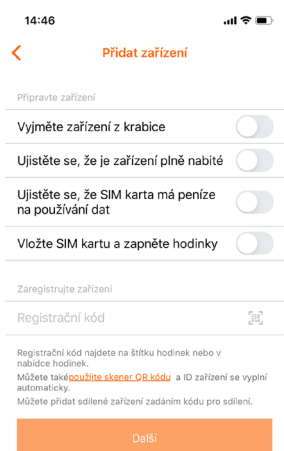 14:46
Přidat zařízení
Připravte zařízení
Vyjměte zařízení z krabice
Ujistěte se, že je zařízení plně nabité
Ujistěte se, že SIM karta má peníze
na používání dat
Vložte SIM kartu a zapněte hodinky
Zaregistrujte zařízení
Registrační kód
Registrační kód najdete na štítku hodinek nebo v
nabídce hodinek.
Můžete taképoužijte skener QR kódu a ID zařízení se vyplní
automaticky.
Můžete přidat sdílené zařízení zadáním kódu pro sdílení.
Další